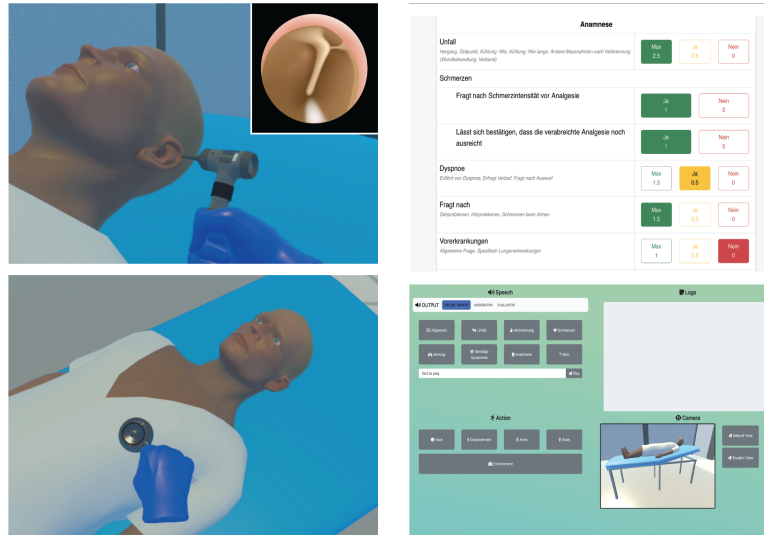 Anamnese
Unfall
Hergang, Zeitpunkt, Kühlung: Wie, Kühlung: Wie lange, Andere Massnahmen nach Verbrennung
(Wundbehandlung, Verband)
Max
2.5
Ja
0.5
Nein
0
Schmerzen
Fragt nach Schmerzintensität vor Analgesie
Ja
1
Nein
0
Lässt sich bestätigen, dass die verabreichte Analgesie noch
ausreicht
Ja
1
Nein
0
Dyspnoe
Erfährt von Dyspnoe, Erfragt Verlauf, Fragt nach Auswurf
Max
1.5
Ja
0.5
Nein
0
Fragt nach
Sehproblemen, Hörproblemen, Schmerzen beim Atmen
Max
1.5
Ja
0.5
Nein
0
Vorerkrankungen
Allgemeine Frage, Spezifisch Lungenerkrankungen
Max
1
Ja
0.5
Nein
0
Speech
OUTPUT VIRTUAL PATIENT MODERATOR EVALUATOR
Allgemein
Unfall
Verbrennung
Schmerzen
Atmung
Sonstige
Symptome
Anamnese
Text to play
Play
Logs
Action
Face
Displacement
Arms
Body
Environment
Camera
Default View
Student View